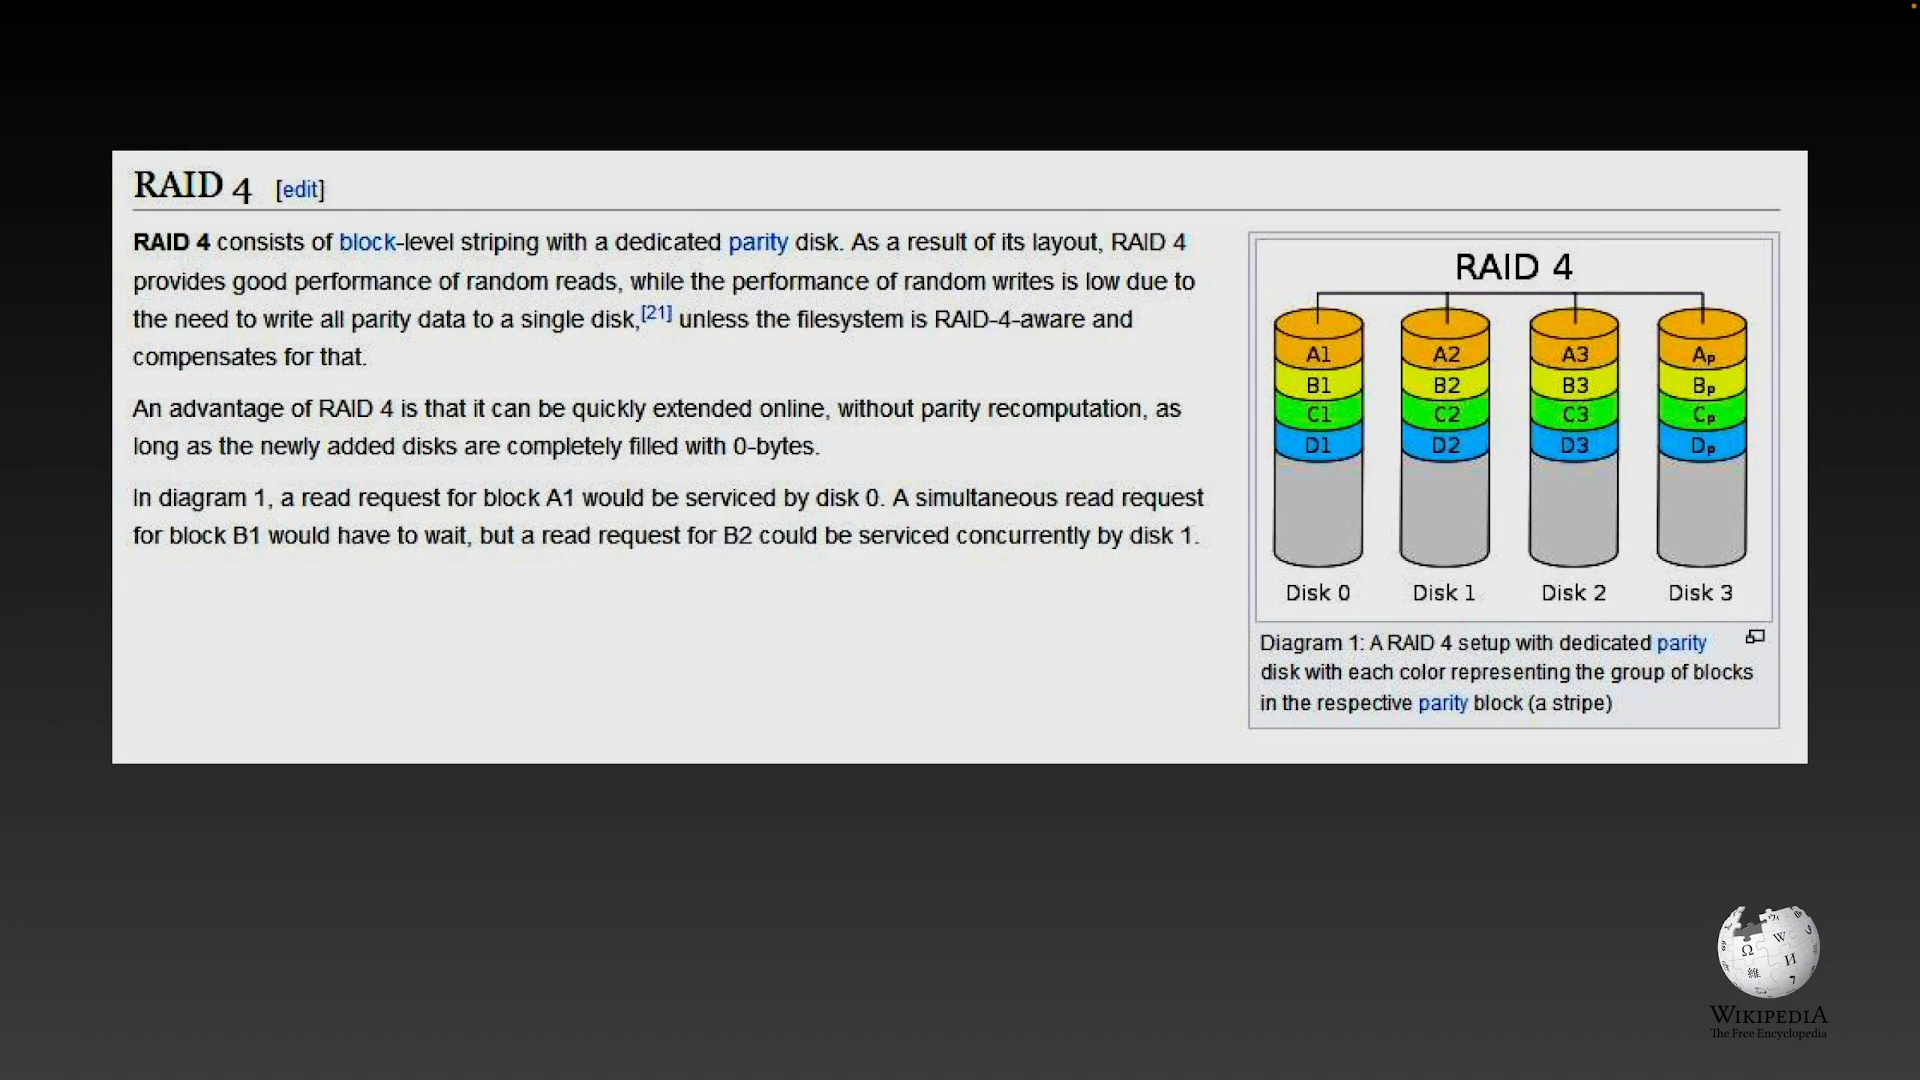 RAID 4 [edit]
RAID 4 consists of block-level striping with a dedicated parity disk. As a result of its layout, RAID 4
provides good performance of random reads, while the performance of random writes is low due to
the need to write all parity data to a single disk,[21] unless the filesystem is RAID-4-aware and
compensates for that.
An advantage of RAID 4 is that it can be quickly extended online, without parity recomputation, as
long as the newly added disks are completely filled with 0-bytes.
In diagram 1, a read request for block A1 would be serviced by disk 0. A simultaneous read request
for block B1 would have to wait, but a read request for B2 could be serviced concurrently by disk 1.
RAID 4
A1 A2 A3 Ap
B1 B2 B3 Bp
C1 C2 C3 Cp
D1 D2 D3 Dp
Disk 0 Disk 1 Disk 2 Disk 3
Diagram 1: A RAID 4 setup with dedicated parity
disk with each color representing the group of blocks
in the respective parity block (a stripe)
Ω W И
維 7
WIKIPEDIA
The Free Encyclopedia